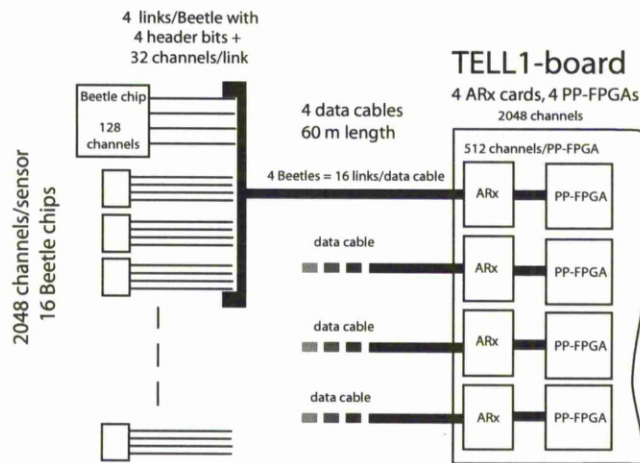 4 links/Beetle with
4 header bits +
32 channels/link
TELL1-board
4 ARx cards, 4 PP-FPGAs
2048 channels
Beetle chip
128
channels
4 data cables
60 m length
512 channels/PP-FPGA
4 Beetles = 16 links/data cable
ARx
PP-FPGA
data cable
ARx
PP-FPGA
data cable
ARx
PP-FPGA
data cable
ARx
PP-FPGA
2048 channels/sensor
16 Beetle chips